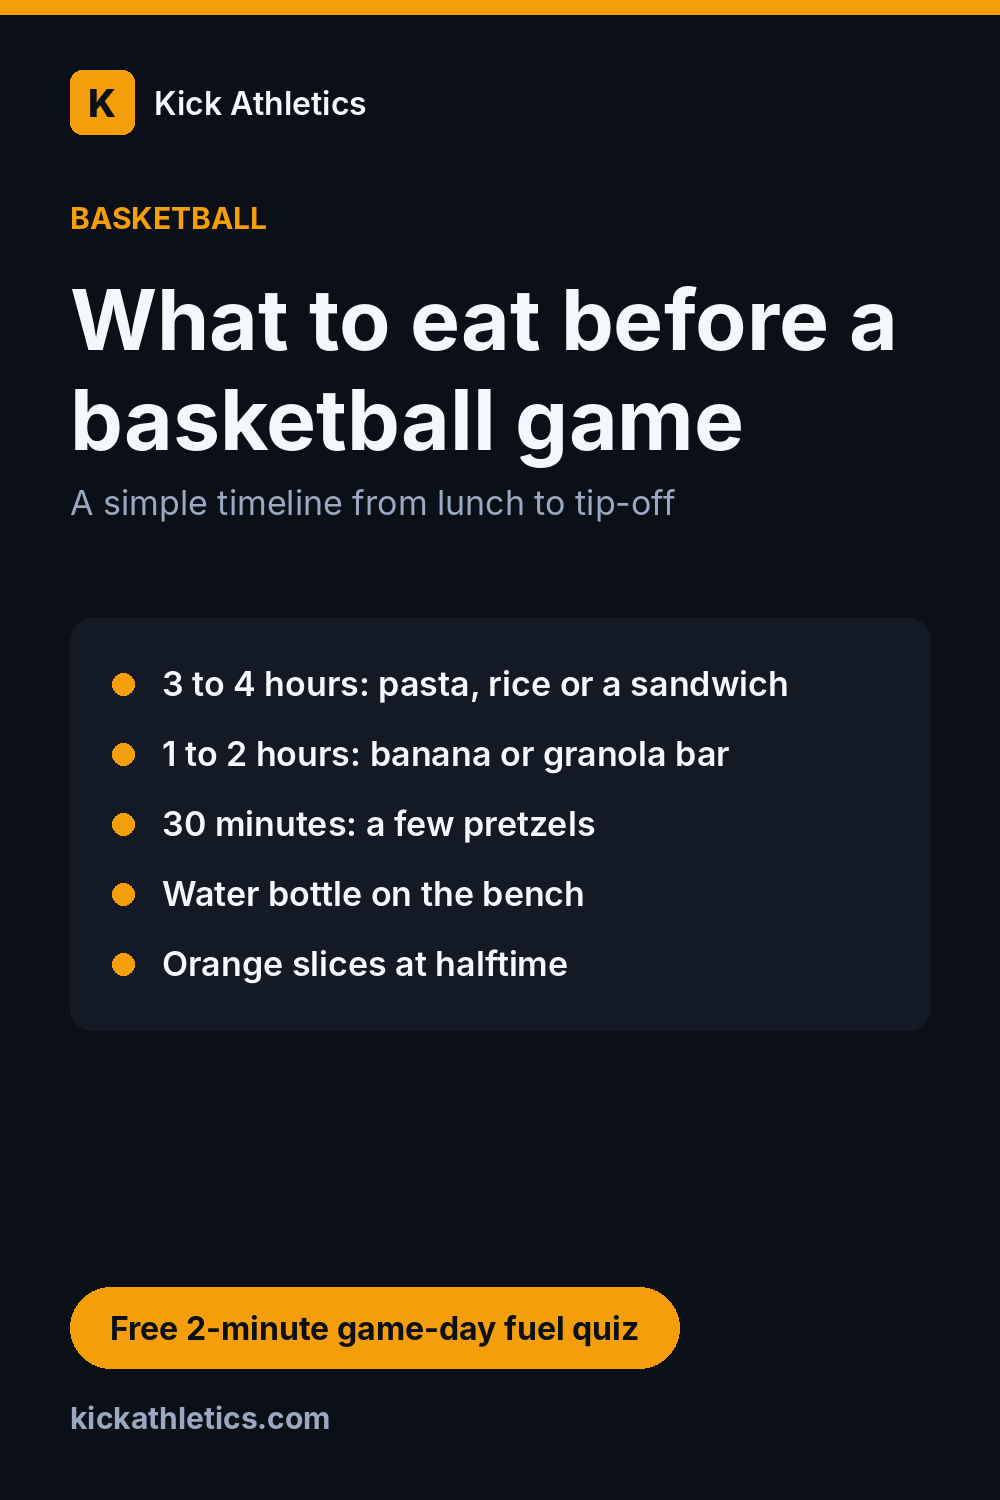 K
Kick Athletics
BASKETBALL
What to eat before a
basketball game
A simple timeline from lunch to tip-off
3 to 4 hours: pasta, rice or a sandwich
1 to 2 hours: banana or granola bar
30 minutes: a few pretzels
Water bottle on the bench
Orange slices at halftime
Free 2-minute game-day fuel quiz
kickathletics.com